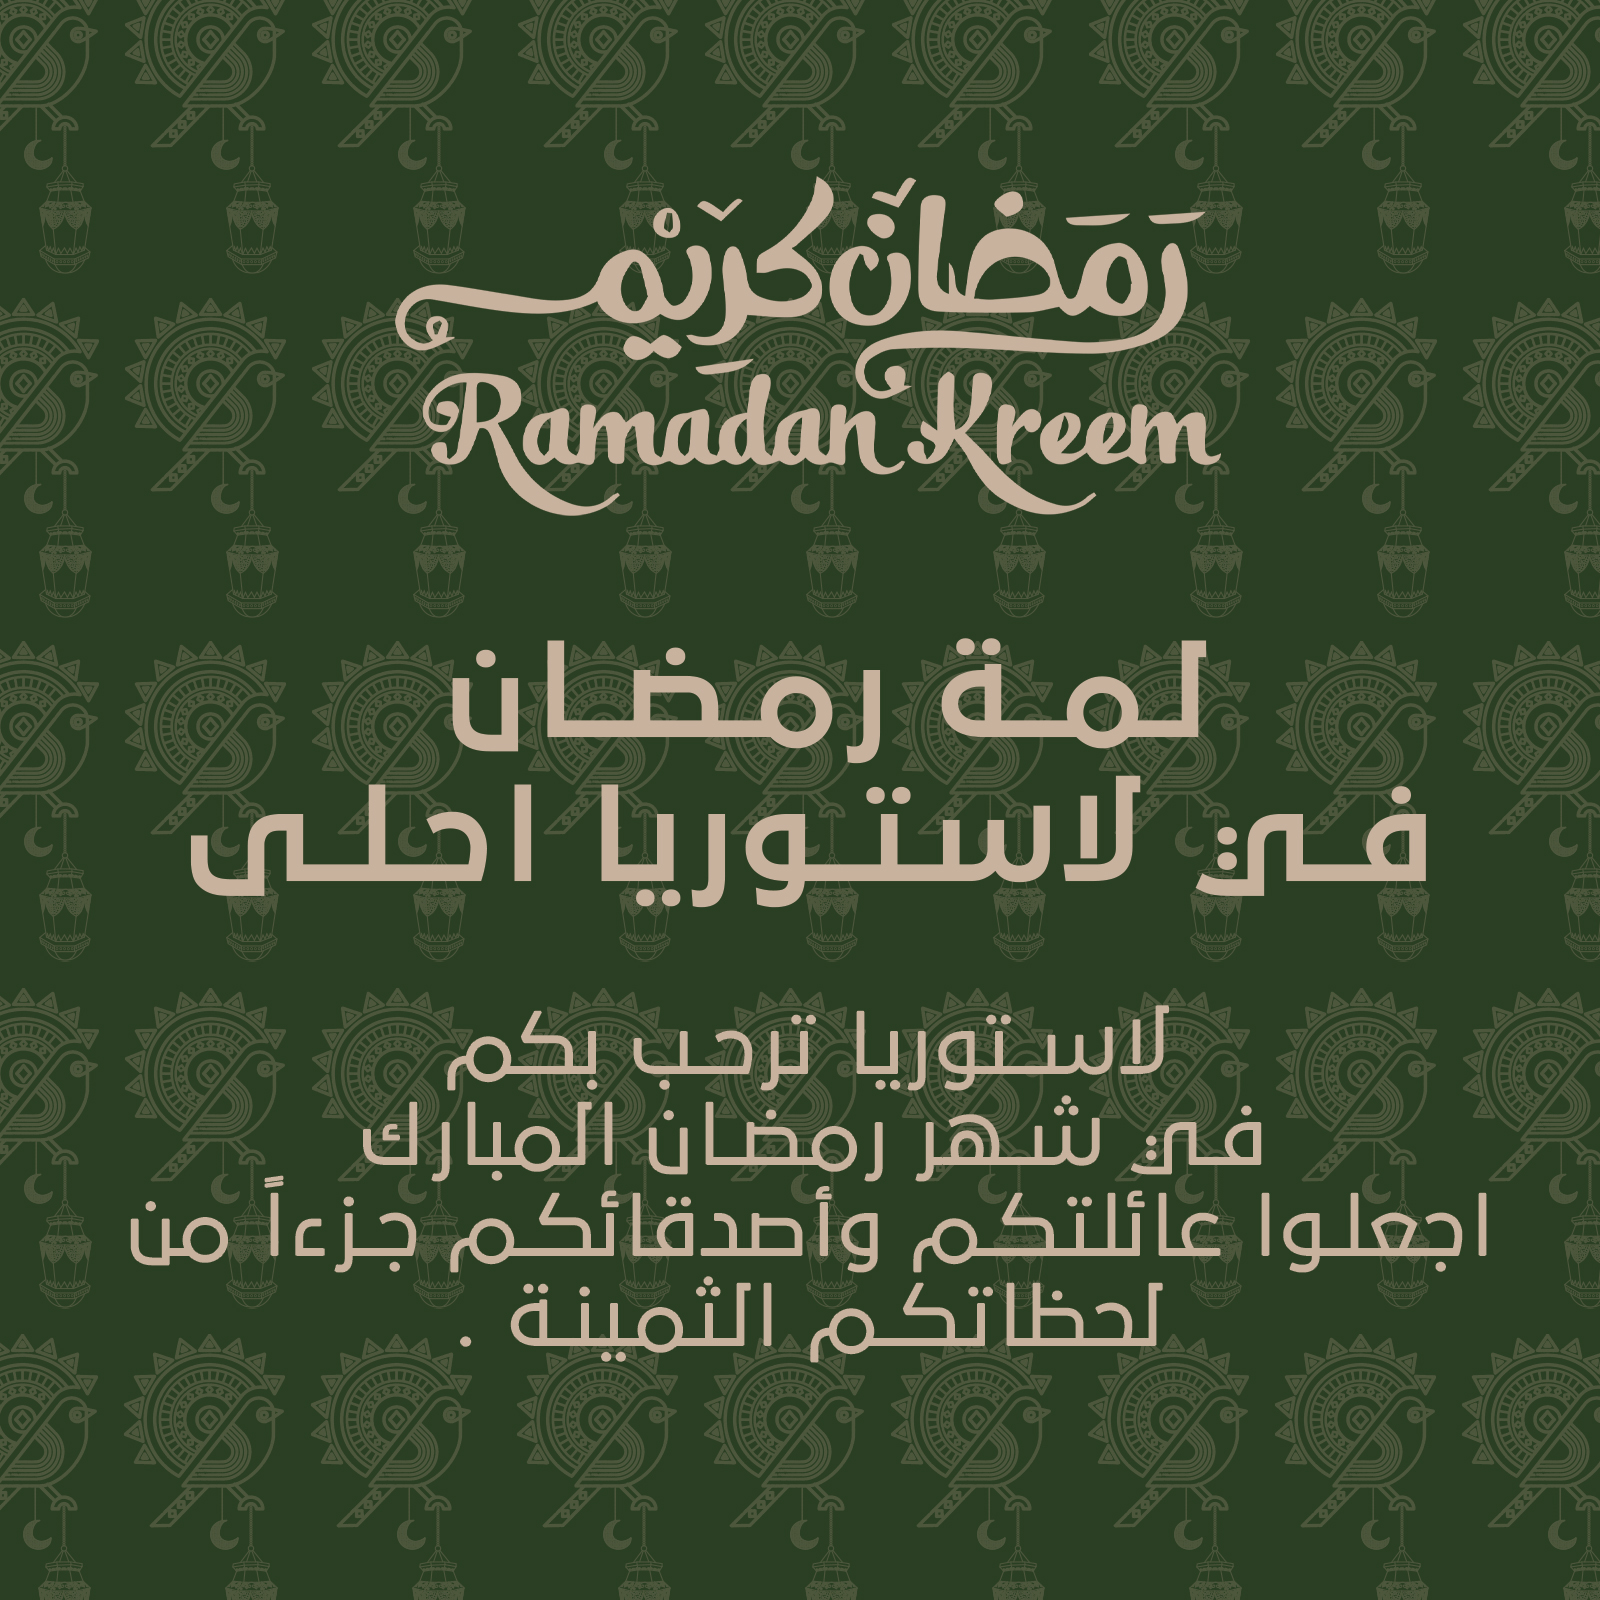 رَمَضَان كَرِيْم
Ramadan Kreem
لمة رمضان
في لاستوريا احلى
لاستوريا ترحب بكم
في شهر رمضان المبارك
اجعلوا عائلتكم وأصدقائكم جزءاً من
لحظاتكم الثمينة .